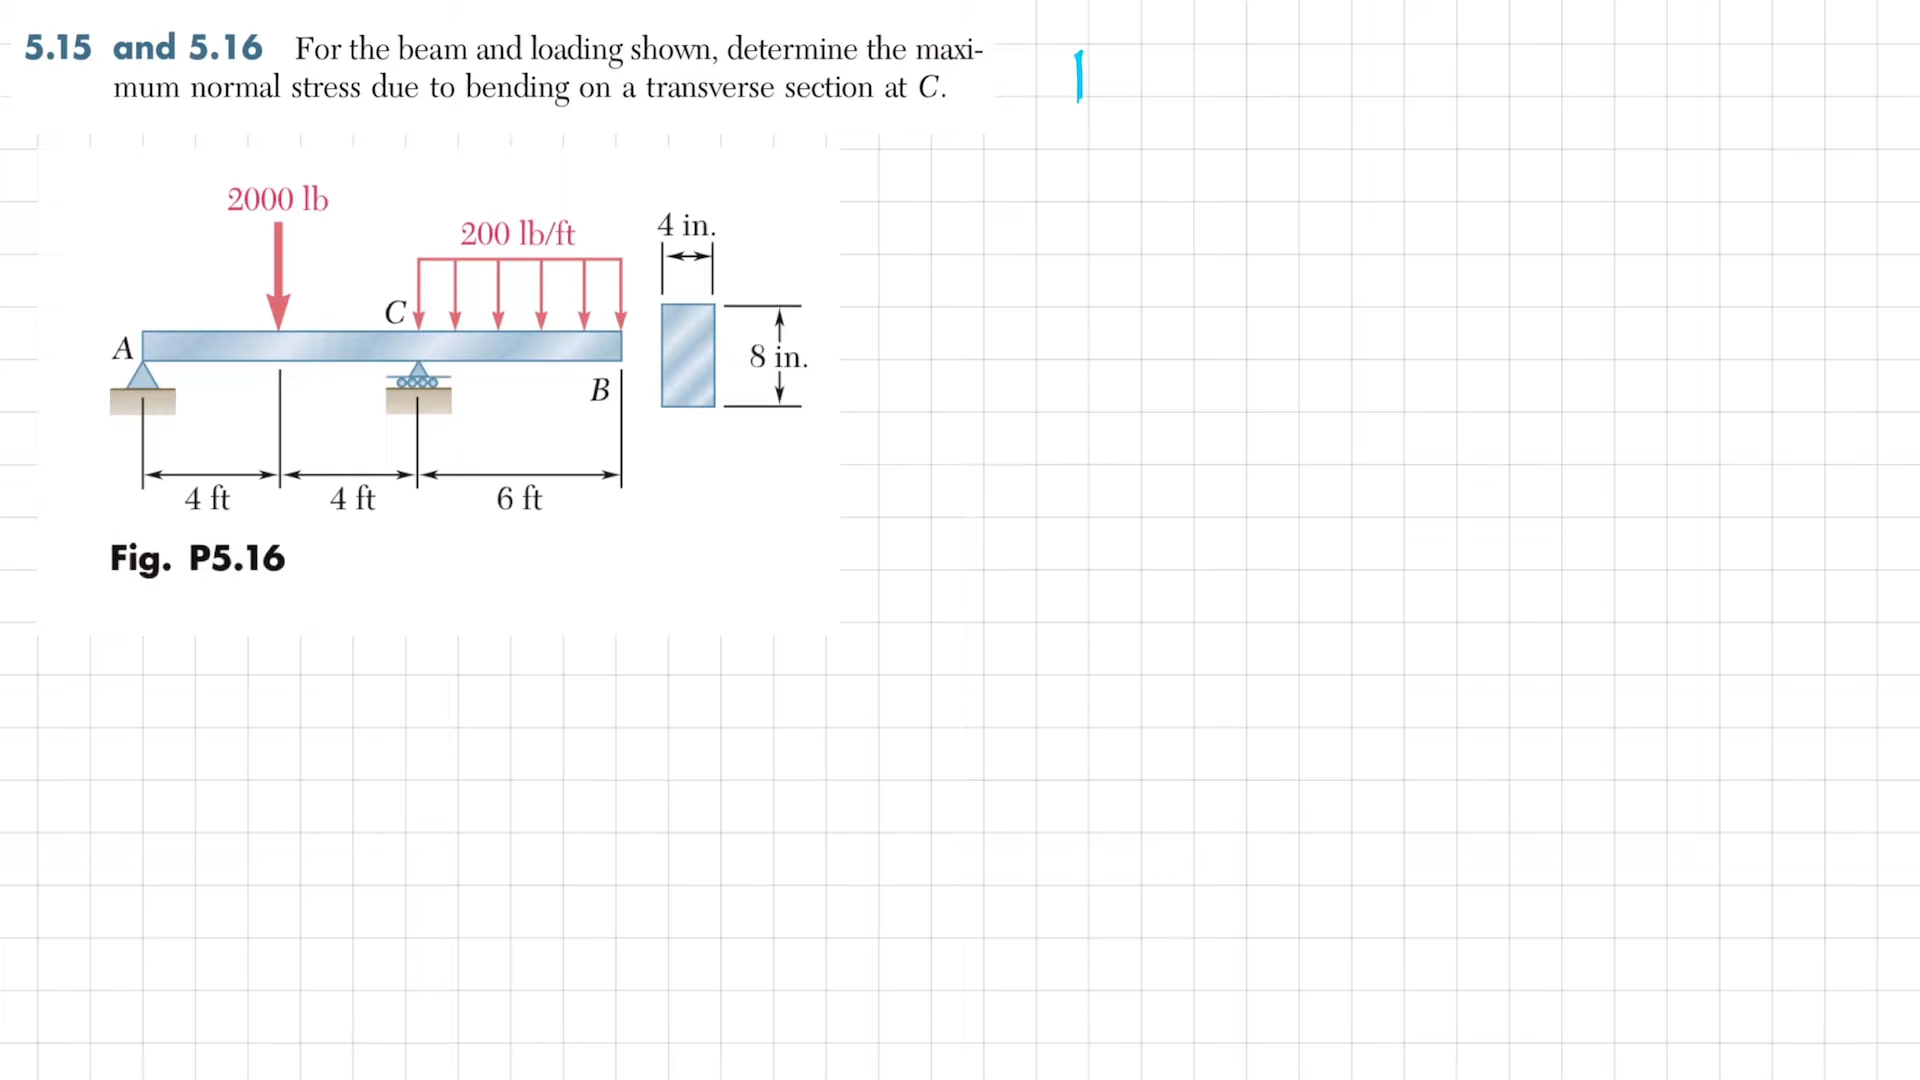 5.15 and 5.16 For the beam and loading shown, determine the maxi-
mum normal stress due to bending on a transverse section at C.
2000 lb
200 lb/ft
4 in.
C
A
8 in.
B
4 ft
4 ft
6 ft
Fig. P5.16